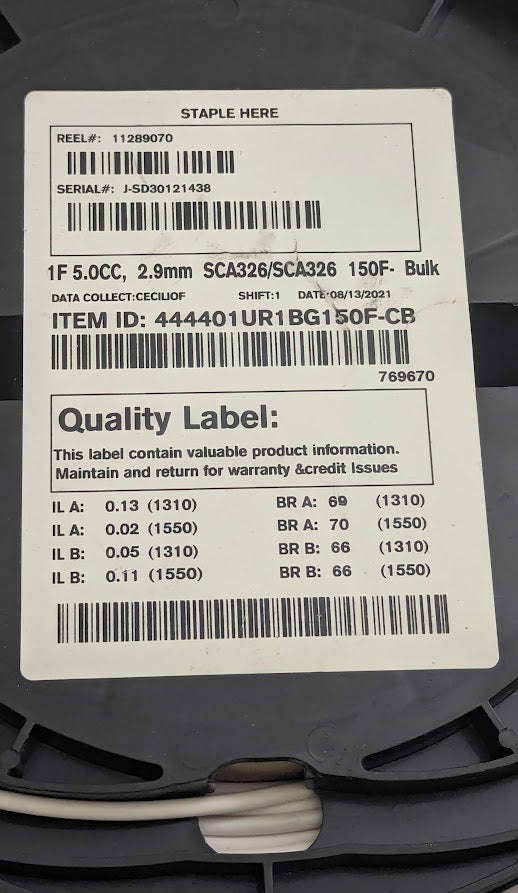 STAPLE HERE
REEL#: 11289070
SERIAL#: J-SD30121438
1F 5.0CC, 2.9mm SCA326/SCA326 150F- Bulk
DATA COLLECT:CECILIOF SHIFT:1 DATE:08/13/2021
ITEM ID: 444401UR1BG150F-CB
769670
Quality Label:
This label contain valuable product information.
Maintain and return for warranty &credit Issues
IL A: 0.13 (1310) BR A: 69 (1310)
IL A: 0.02 (1550) BR A: 70 (1550)
IL B: 0.05 (1310) BR B: 66 (1310)
IL B: 0.11 (1550) BR B: 66 (1550)